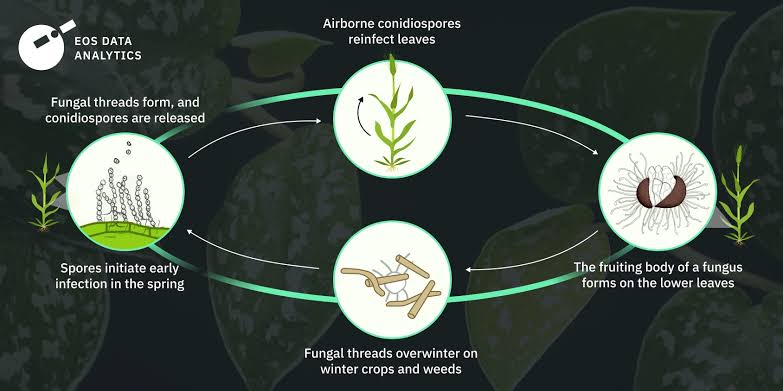 EOS DATA
ANALYTICS
Airborne conidiospores
reinfect leaves
Fungal threads form, and
conidiospores are released
Spores initiate early
infection in the spring
The fruiting body of a fungus
forms on the lower leaves
Fungal threads overwinter on
winter crops and weeds